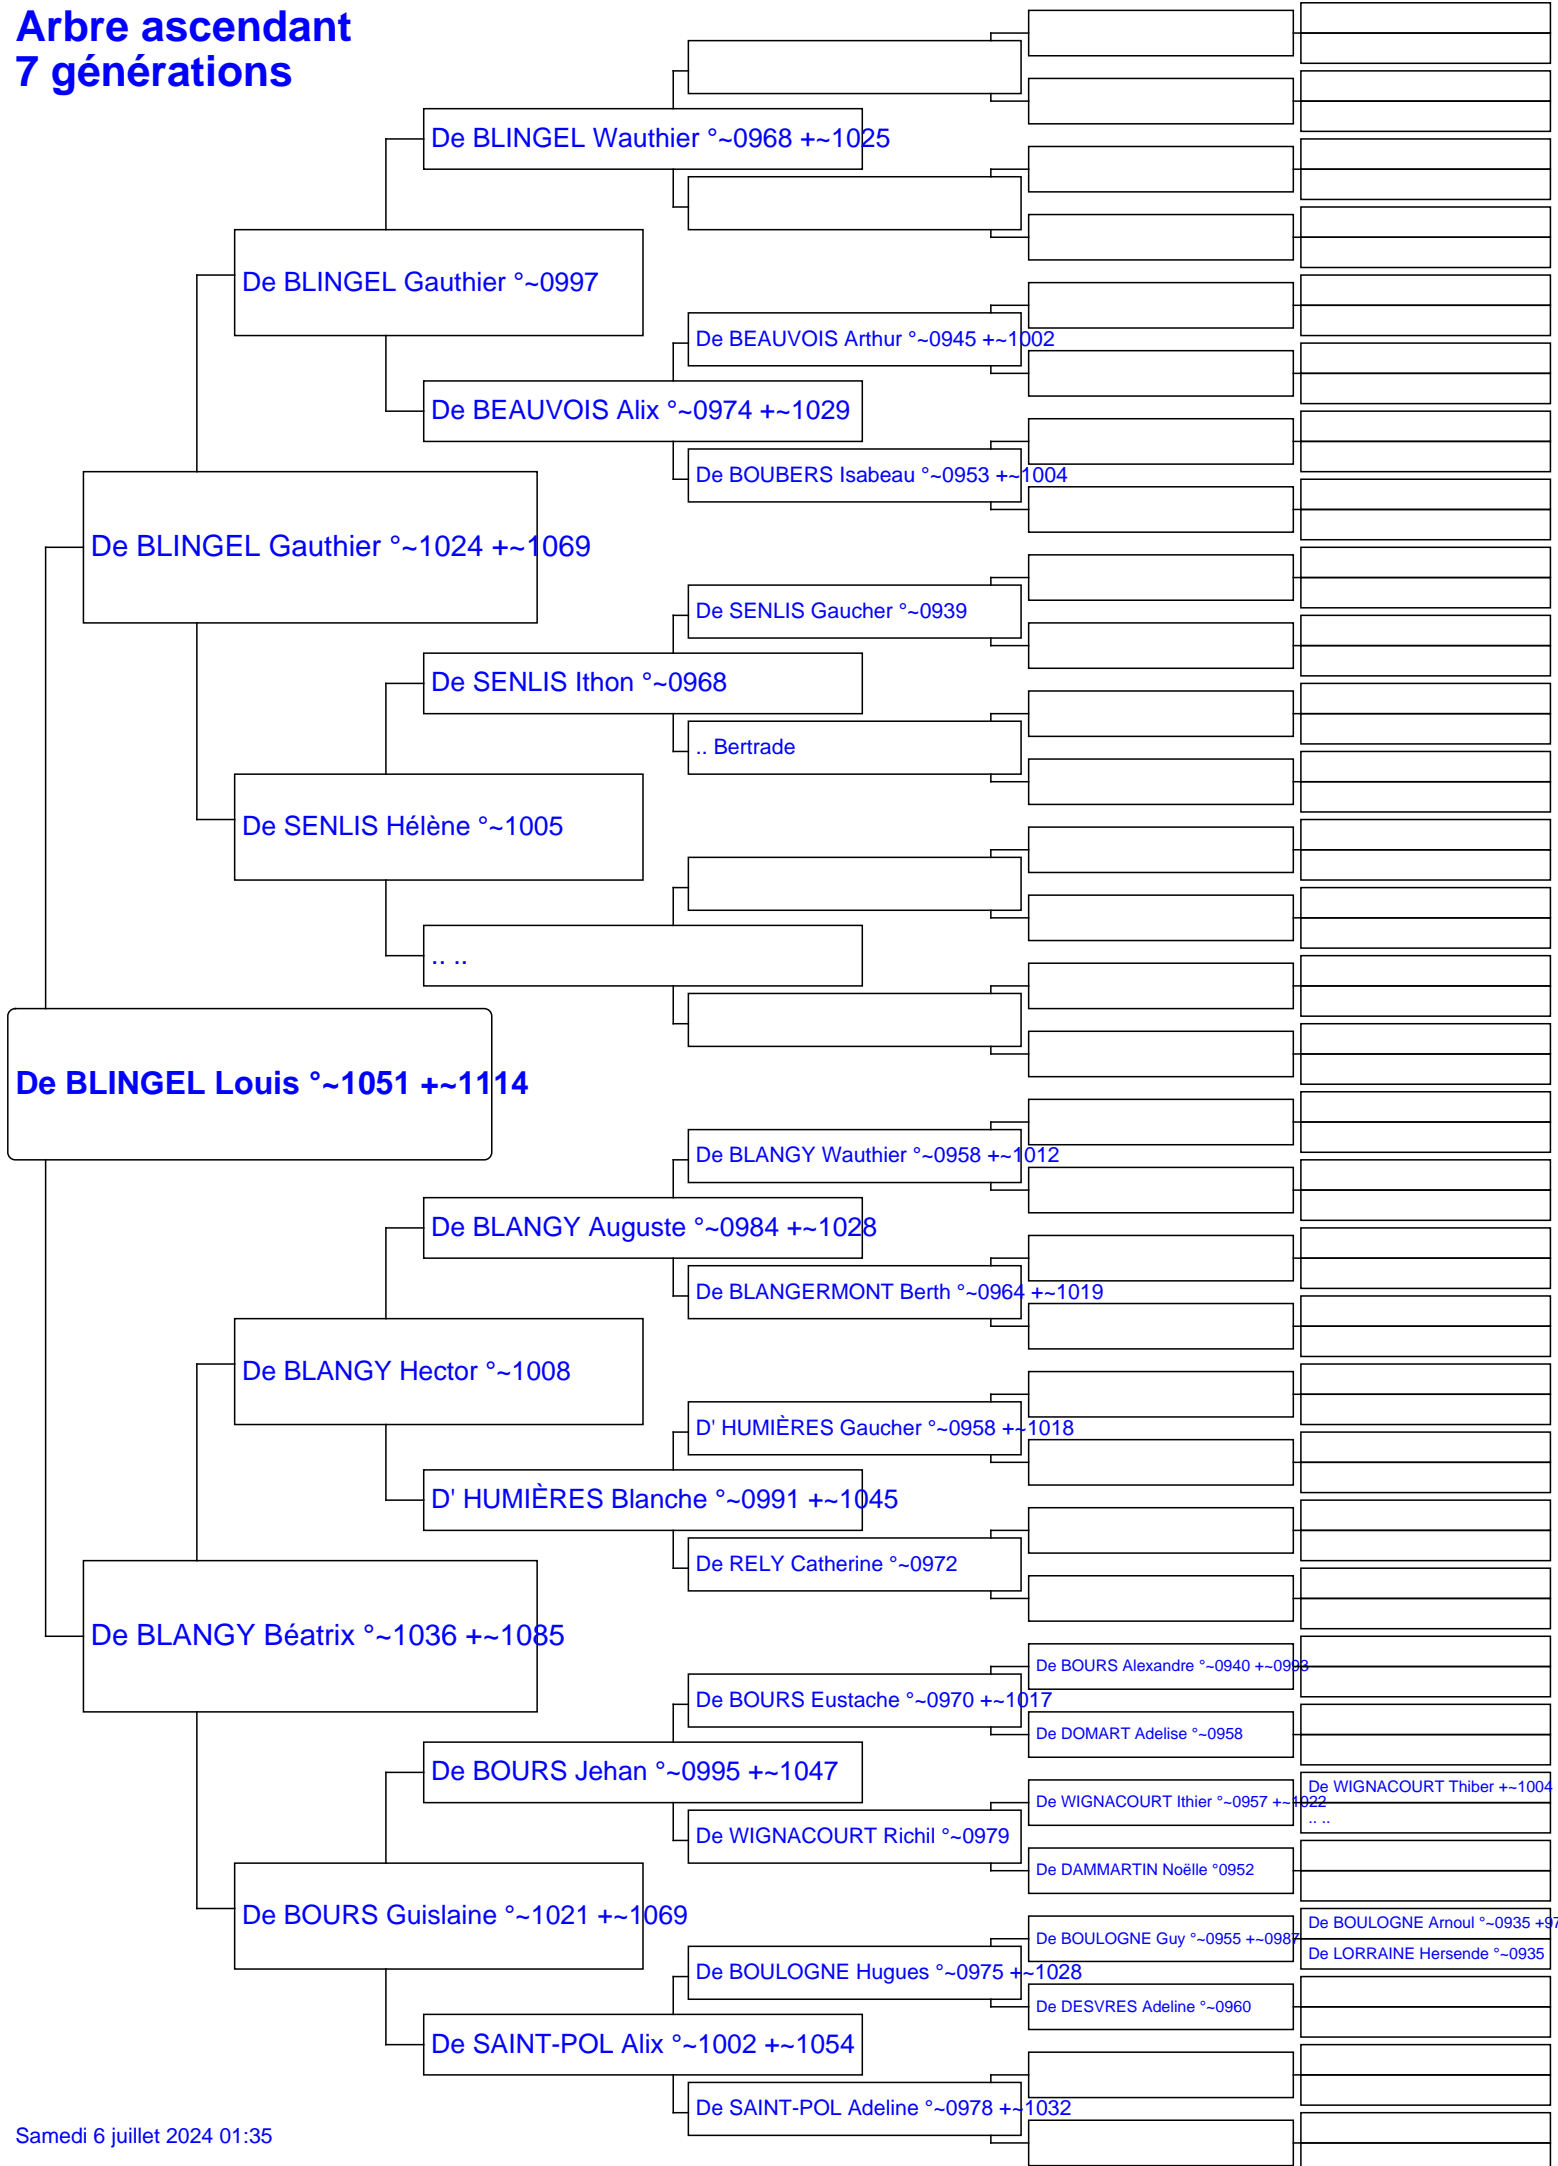 Arbre ascendant
7 générations
De BLINGEL Wauthier °~0968 +~1025
De BLINGEL Gauthier °~0997
De BEAUVOIS Arthur °~0945 +~1002
De BEAUVOIS Alix °~0974 +~1029
De BOUBERS Isabeau °~0953 +~1004
De BLINGEL Gauthier °~1024 +~1069
De SENLIS Gaucher °~0939
De SENLIS Ithon °~0968
.. Bertrade
De SENLIS Hélène °~1005
.. ..
De BLINGEL Louis °~1051 +~1114
De BLANGY Wauthier °~0958 +~1012
De BLANGY Auguste °~0984 +~1028
De BLANGERMONT Berth °~0964 +~1019
De BLANGY Hector °~1008
D' HUMIÈRES Gaucher °~0958 +~1018
D' HUMIÈRES Blanche °~0991 +~1045
De RELY Catherine °~0972
De BLANGY Béatrix °~1036 +~1085
De BOURS Alexandre °~0940 +~0993
De BOURS Eustache °~0970 +~1017
De DOMART Adelise °~0958
De BOURS Jehan °~0995 +~1047
De WIGNACOURT Thiber +~1004
De WIGNACOURT Ithier °~0957 +~1022
.. ..
De WIGNACOURT Richil °~0979
De DAMMARTIN Noëlle °0952
De BOURS Guislaine °~1021 +~1069
De BOULOGNE Arnoul °~0935 +97
De BOULOGNE Guy °~0955 +~0987
De LORRAINE Hersende °~0935
De BOULOGNE Hugues °~0975 +~1028
De DESVRES Adeline °~0960
De SAINT-POL Alix °~1002 +~1054
De SAINT-POL Adeline °~0978 +~1032
Samedi 6 juillet 2024 01:35